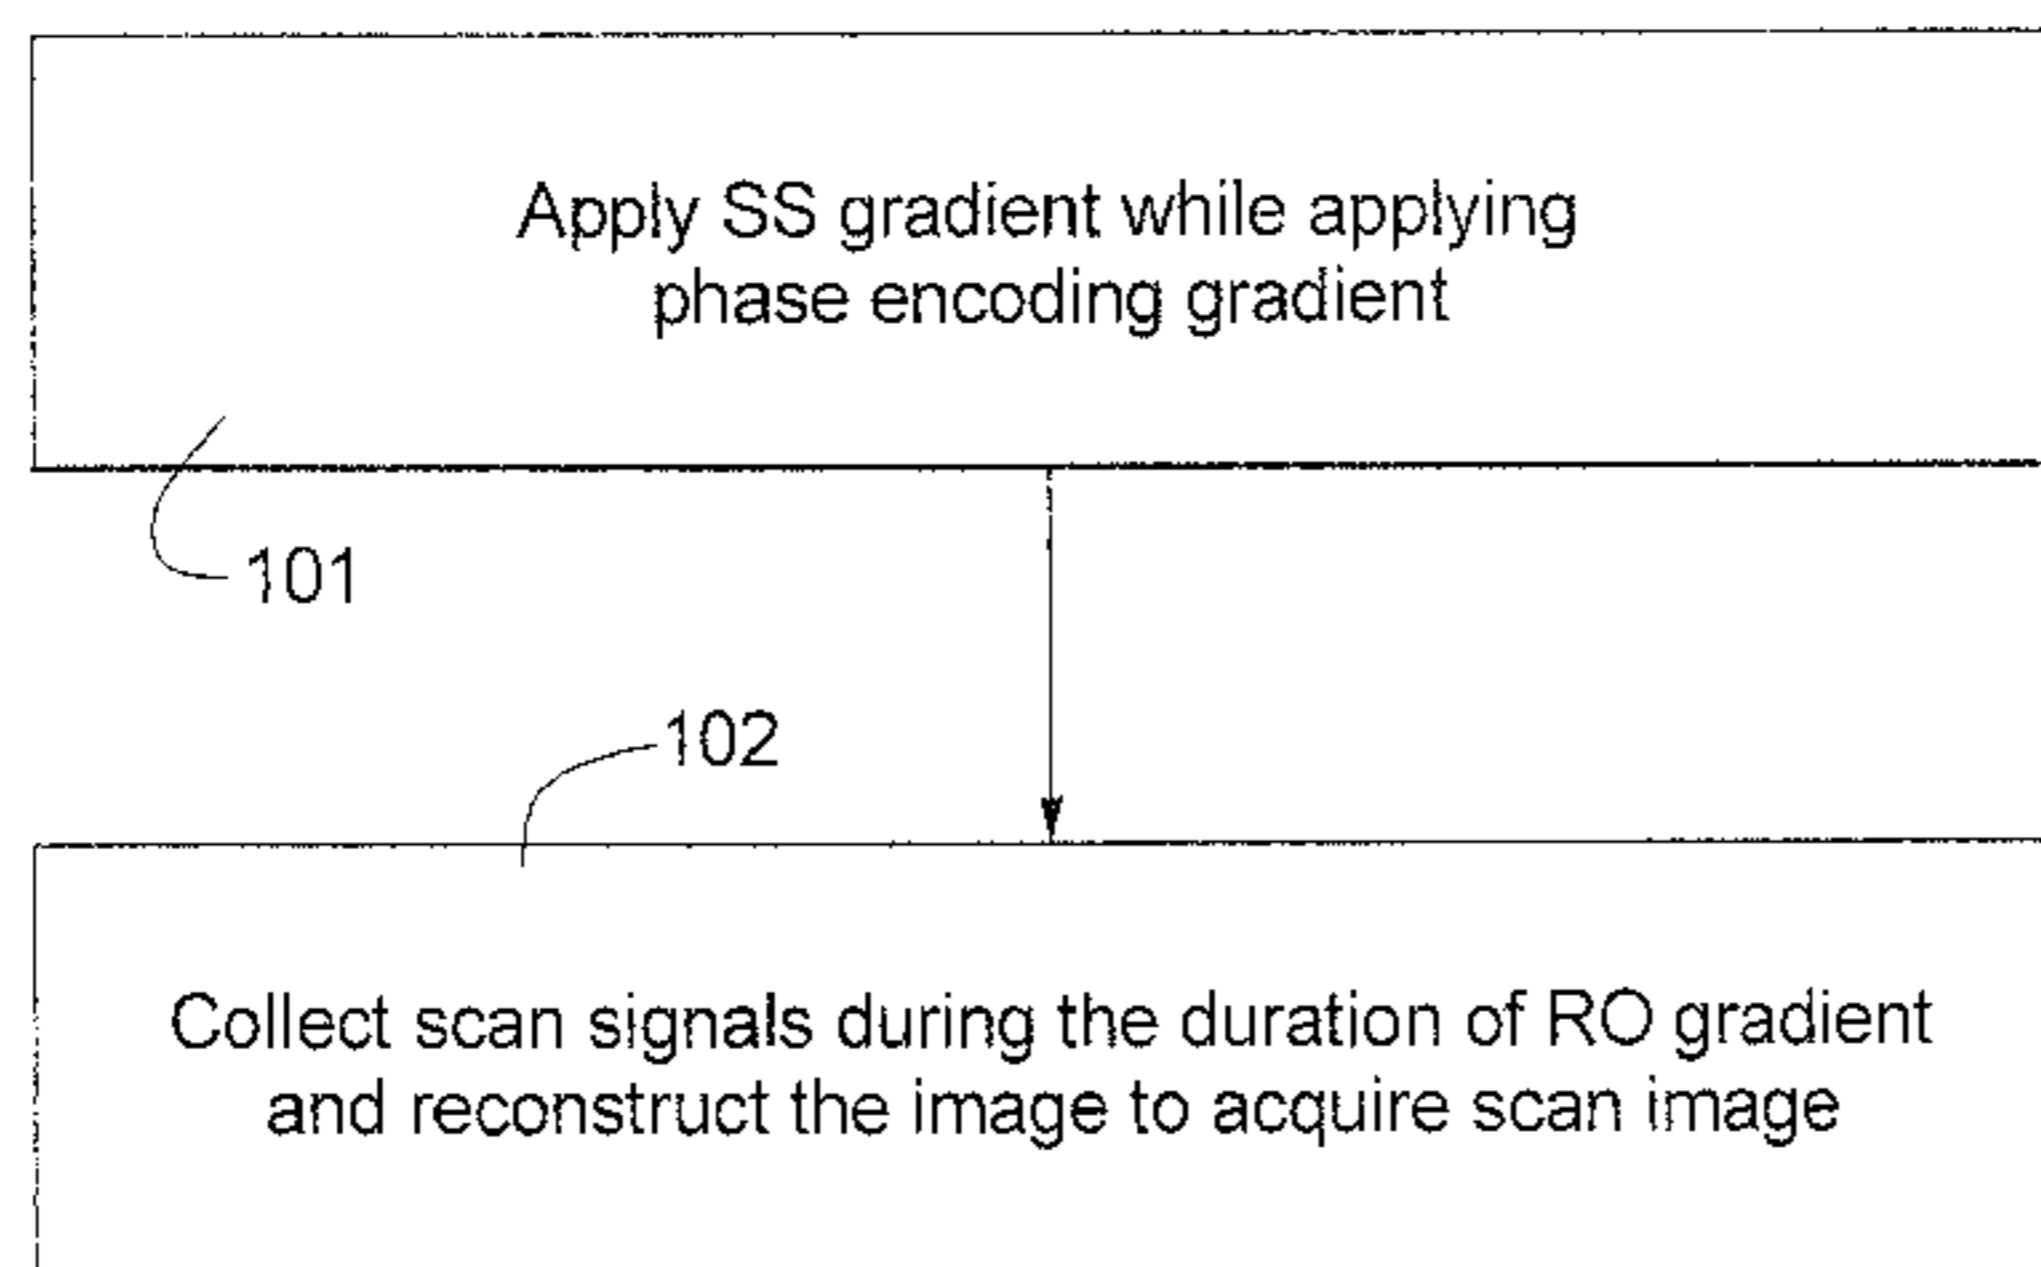 Apply SS gradient while applying
phase encoding gradient
101
102
Collect scan signals during the duration of RO gradient
and reconstruct the image to acquire scan image